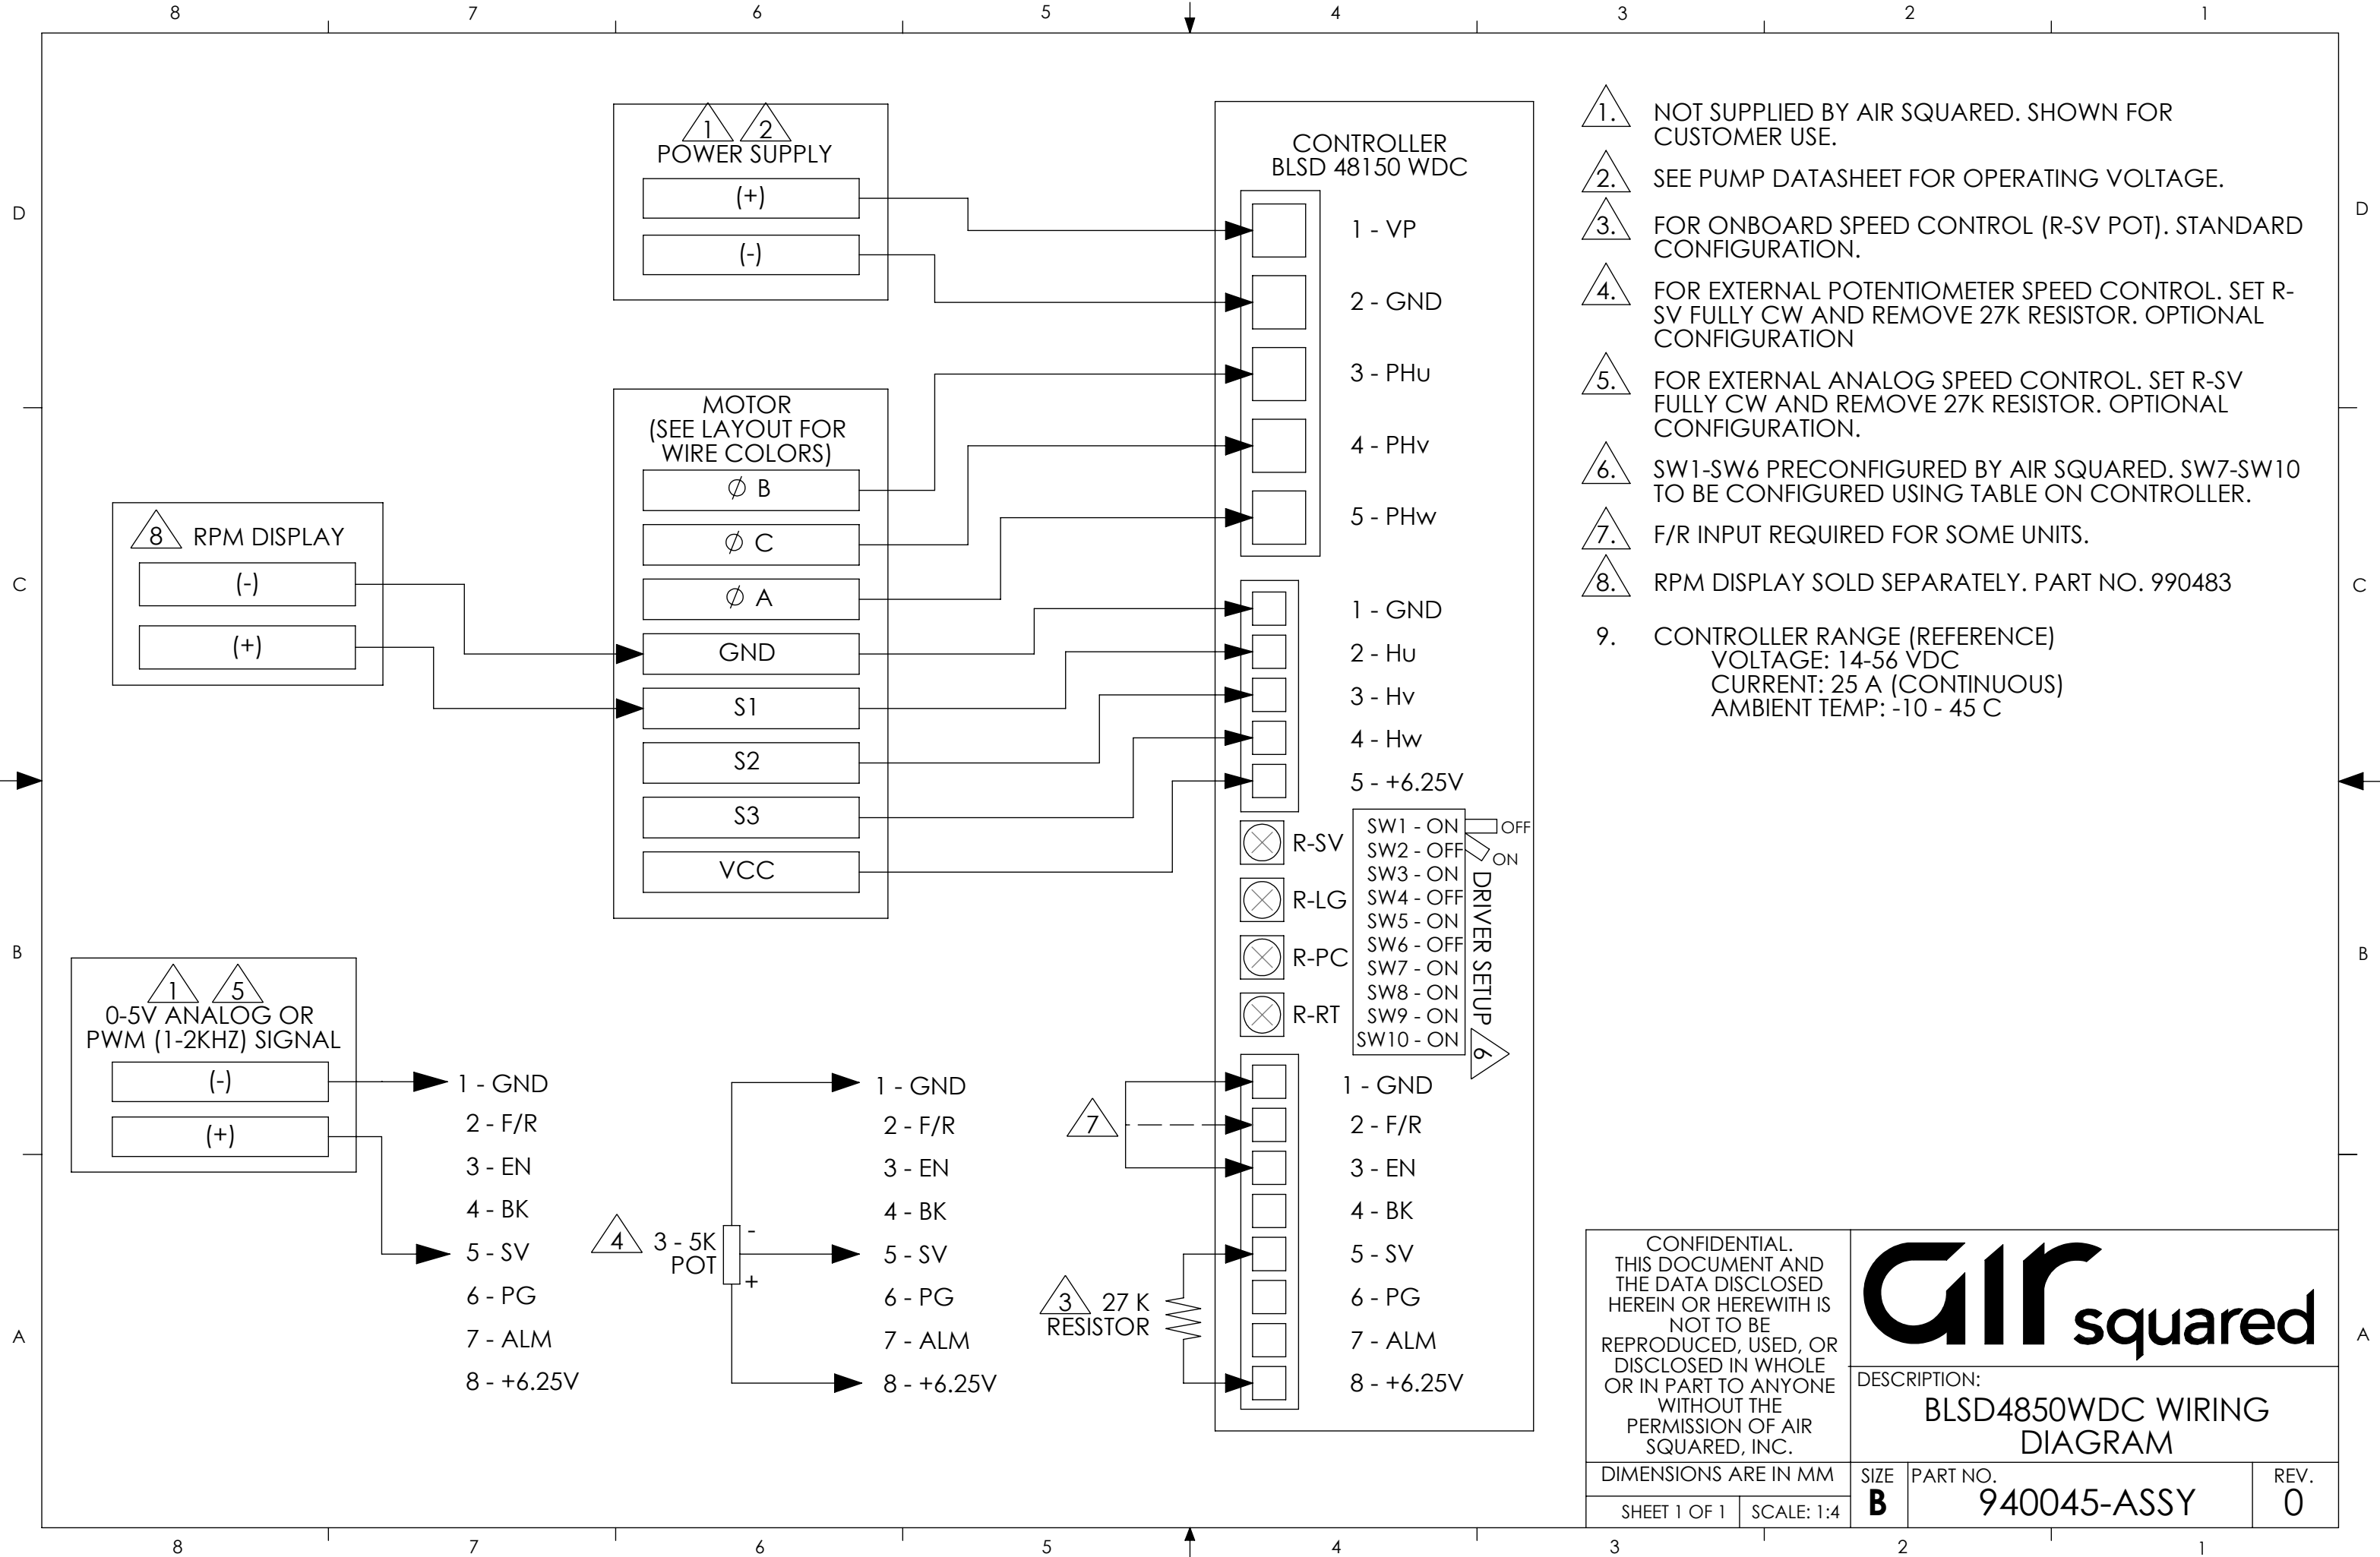 8 7 6 5 4 3 2 1
D
C
B
A
1 2
POWER SUPPLY
(+)
(-)
MOTOR
(SEE LAYOUT FOR
WIRE COLORS)
∅ B
∅ C
∅ A
GND
S1
S2
S3
VCC
8 RPM DISPLAY
(-)
(+)
1 5
0-5V ANALOG OR
PWM (1-2KHZ) SIGNAL
(-)
(+)
1 - GND
2 - F/R
3 - EN
4 - BK
5 - SV
6 - PG
7 - ALM
8 - +6.25V
4 3 - 5K
POT
-
+
1 - GND
2 - F/R
3 - EN
4 - BK
5 - SV
6 - PG
7 - ALM
8 - +6.25V
CONTROLLER
BLSD 48150 WDC
1 - VP
2 - GND
3 - PHu
4 - PHv
5 - PHw
1 - GND
2 - Hu
3 - Hv
4 - Hw
5 - +6.25V
R-SV
R-LG
R-PC
R-RT
SW1 - ON
SW2 - OFF
SW3 - ON
SW4 - OFF
SW5 - ON
SW6 - OFF
SW7 - ON
SW8 - ON
SW9 - ON
SW10 - ON
OFF
ON
DRIVER SETUP
6
7
3 27 K
RESISTOR
1 - GND
2 - F/R
3 - EN
4 - BK
5 - SV
6 - PG
7 - ALM
8 - +6.25V
1. NOT SUPPLIED BY AIR SQUARED. SHOWN FOR
CUSTOMER USE.
2. SEE PUMP DATASHEET FOR OPERATING VOLTAGE.
3. FOR ONBOARD SPEED CONTROL (R-SV POT). STANDARD
CONFIGURATION.
4. FOR EXTERNAL POTENTIOMETER SPEED CONTROL. SET R-
SV FULLY CW AND REMOVE 27K RESISTOR. OPTIONAL
CONFIGURATION
5. FOR EXTERNAL ANALOG SPEED CONTROL. SET R-SV
FULLY CW AND REMOVE 27K RESISTOR. OPTIONAL
CONFIGURATION.
6. SW1-SW6 PRECONFIGURED BY AIR SQUARED. SW7-SW10
TO BE CONFIGURED USING TABLE ON CONTROLLER.
7. F/R INPUT REQUIRED FOR SOME UNITS.
8. RPM DISPLAY SOLD SEPARATELY. PART NO. 990483
9. CONTROLLER RANGE (REFERENCE)
VOLTAGE: 14-56 VDC
CURRENT: 25 A (CONTINUOUS)
AMBIENT TEMP: -10 - 45 C
D
C
B
A
CONFIDENTIAL.
THIS DOCUMENT AND
THE DATA DISCLOSED
HEREIN OR HEREWITH IS
NOT TO BE
REPRODUCED, USED, OR
DISCLOSED IN WHOLE
OR IN PART TO ANYONE
WITHOUT THE
PERMISSION OF AIR
SQUARED, INC.
DIMENSIONS ARE IN MM
SHEET 1 OF 1 SCALE: 1:4
air squared
DESCRIPTION:
BLSD4850WDC WIRING
DIAGRAM
SIZE
B
PART NO.
940045-ASSY
REV.
0
8 7 6 5 4 3 2 1